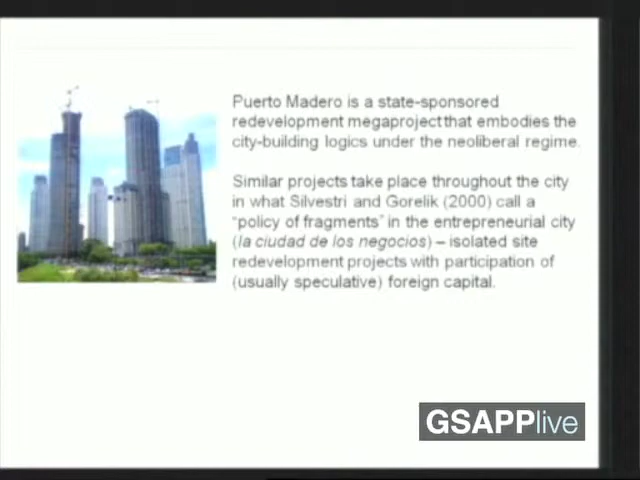 Puerto Madero is a state-sponsored
redevelopment megaproject that embodies the
city-building logics under the neoliberal regime.
Similar projects take place throughout the city
in what Silvestri and Gorelik (2000) call a
"policy of fragments" in the entrepreneurial city
(la ciudad de los negocios) – isolated site
redevelopment projects with participation of
(usually speculative) foreign capital.
GSAPPlive